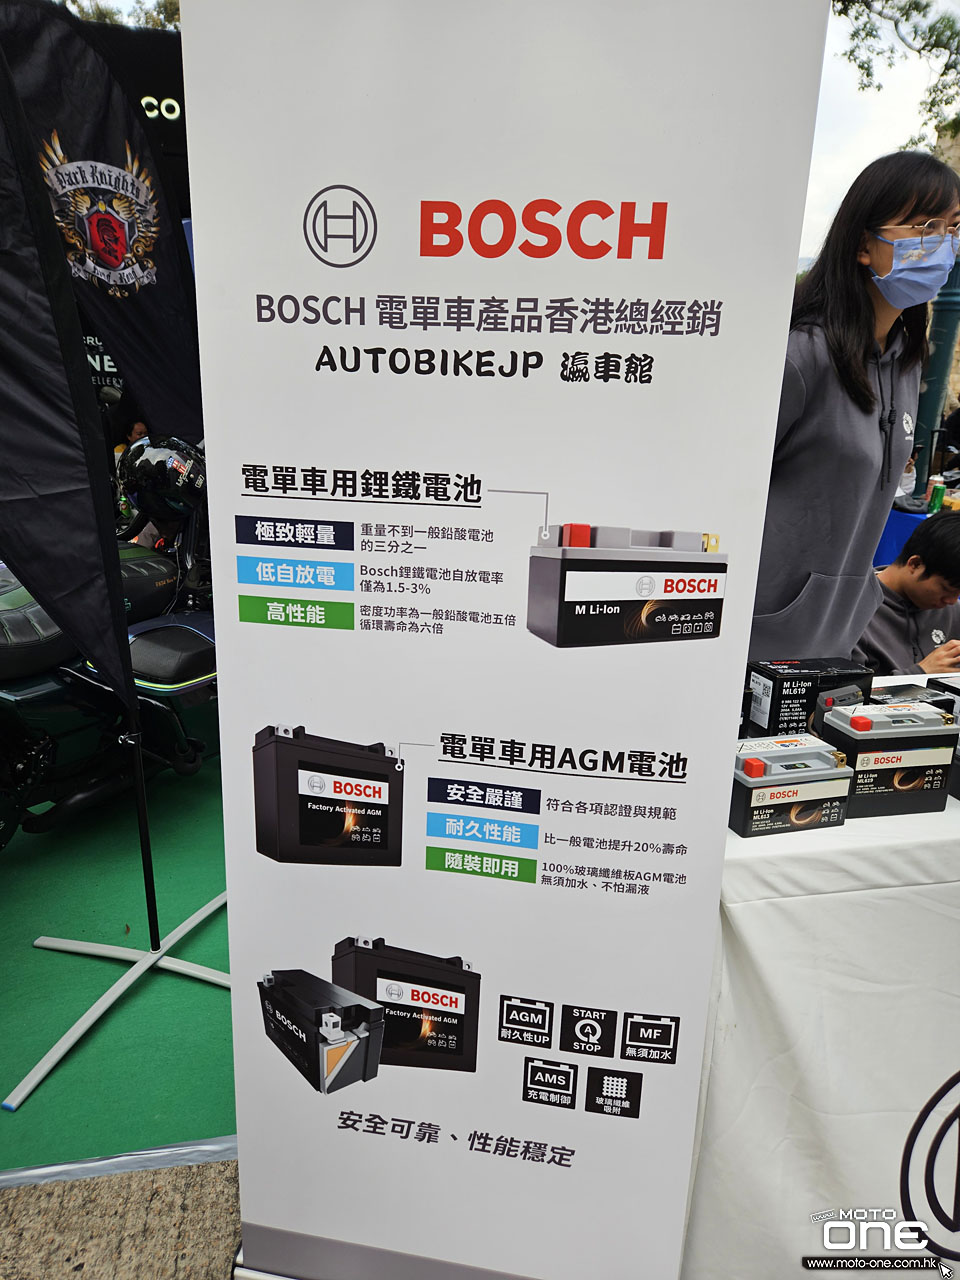 CO
Dark Knights
BOSCH
BOSCH 電單車產品香港總經銷
AUTOBIKEJP 瀛車館
電單車用鋰鐵電池
極致輕量
重量不到一般鉛酸電池
的三分之一
低自放電
Bosch鋰鐵電池自放電率
僅為1.5-3%
高性能
密度功率為一般鉛酸電池五倍
循環壽命為六倍
BOSCH
M Li-Ion
電單車用AGM電池
安全嚴謹
符合各項認證與規範
耐久性能
比一般電池提升20%壽命
隨裝即用
100%玻璃纖維板AGM電池
無須加水、不怕漏液
BOSCH
Factory Activated AGM
BOSCH
BOSCH
Factory Activated AGM
AGM
耐久性UP
START
A
STOP
MF
無須加水
AMS
充電制御
玻璃纖維
吸附
安全可靠、性能穩定
M Li-Ion
ML619
BOSCH
M Li-Ion
ML613
BOSCH
M Li-Ion
ML619
www
MOTO
ONE
www.moto-one.com.hk